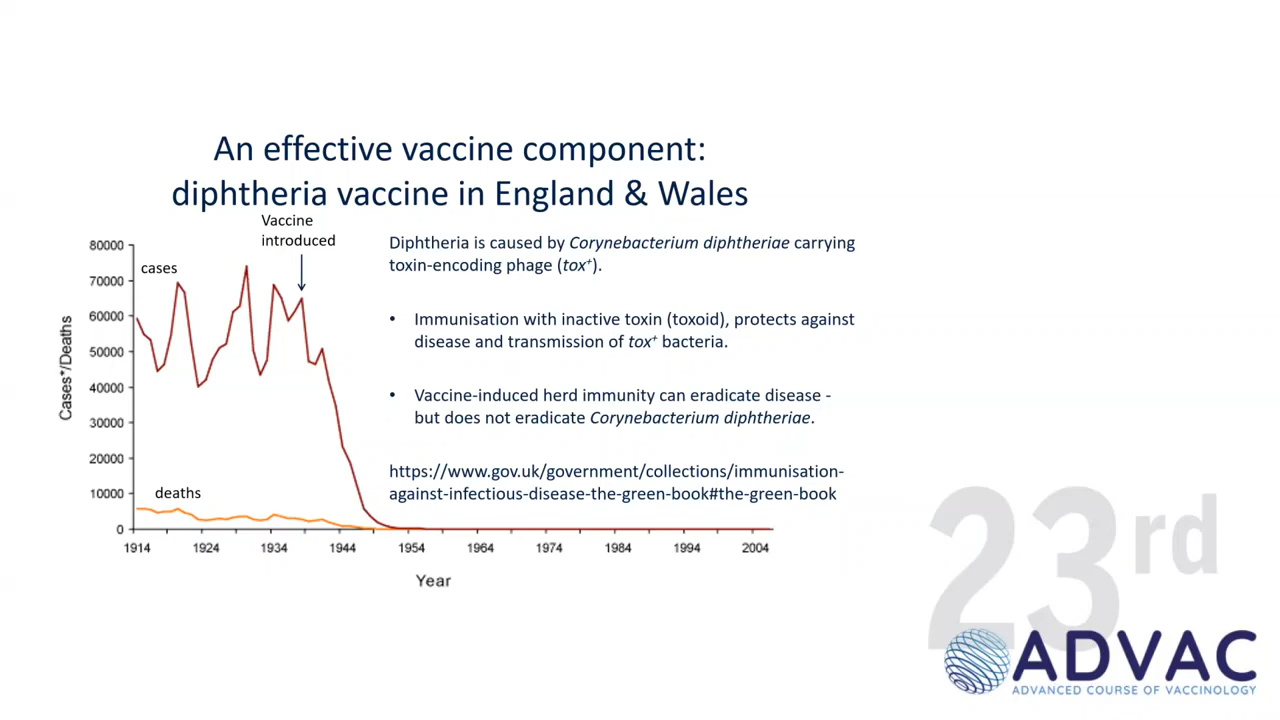 An effective vaccine component:
diphtheria vaccine in England & Wales
Vaccine
introduced
cases
deaths
Cases*/Deaths
80000
70000
60000
50000
40000
30000
20000
10000
0
1914 1924 1934 1944 1954 1964 1974 1984 1994 2004
Year
Diphtheria is caused by Corynebacterium diphtheriae carrying
toxin-encoding phage (tox+).
• Immunisation with inactive toxin (toxoid), protects against
disease and transmission of tox+ bacteria.
• Vaccine-induced herd immunity can eradicate disease -
but does not eradicate Corynebacterium diphtheriae.
https://www.gov.uk/government/collections/immunisation-
against-infectious-disease-the-green-book#the-green-book
23rd
ADVAC
ADVANCED COURSE OF VACCINOLOGY